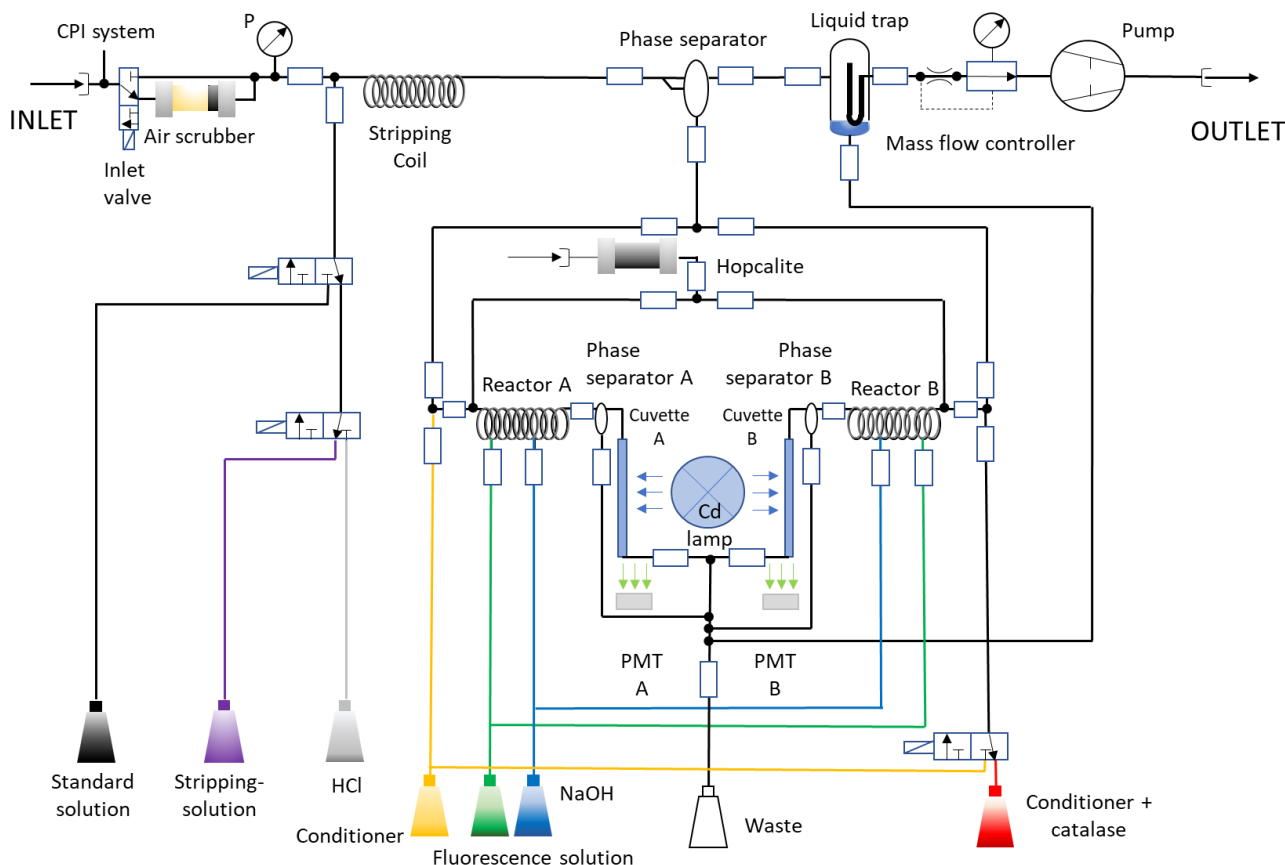 CPI system
P
Phase separator
Liquid trap
Pump
INLET
Air scrubber
Stripping
Coil
Mass flow controller
OUTLET
Inlet
valve
Hopcalite
Phase
separator A
Phase
separator B
Reactor A
Reactor B
Cuvette
A
Cuvette
B
Cd
lamp
PMT
A
PMT
B
Standard
solution
Stripping-
solution
HCl
Conditioner
NaOH
Fluorescence solution
Waste
Conditioner +
catalase